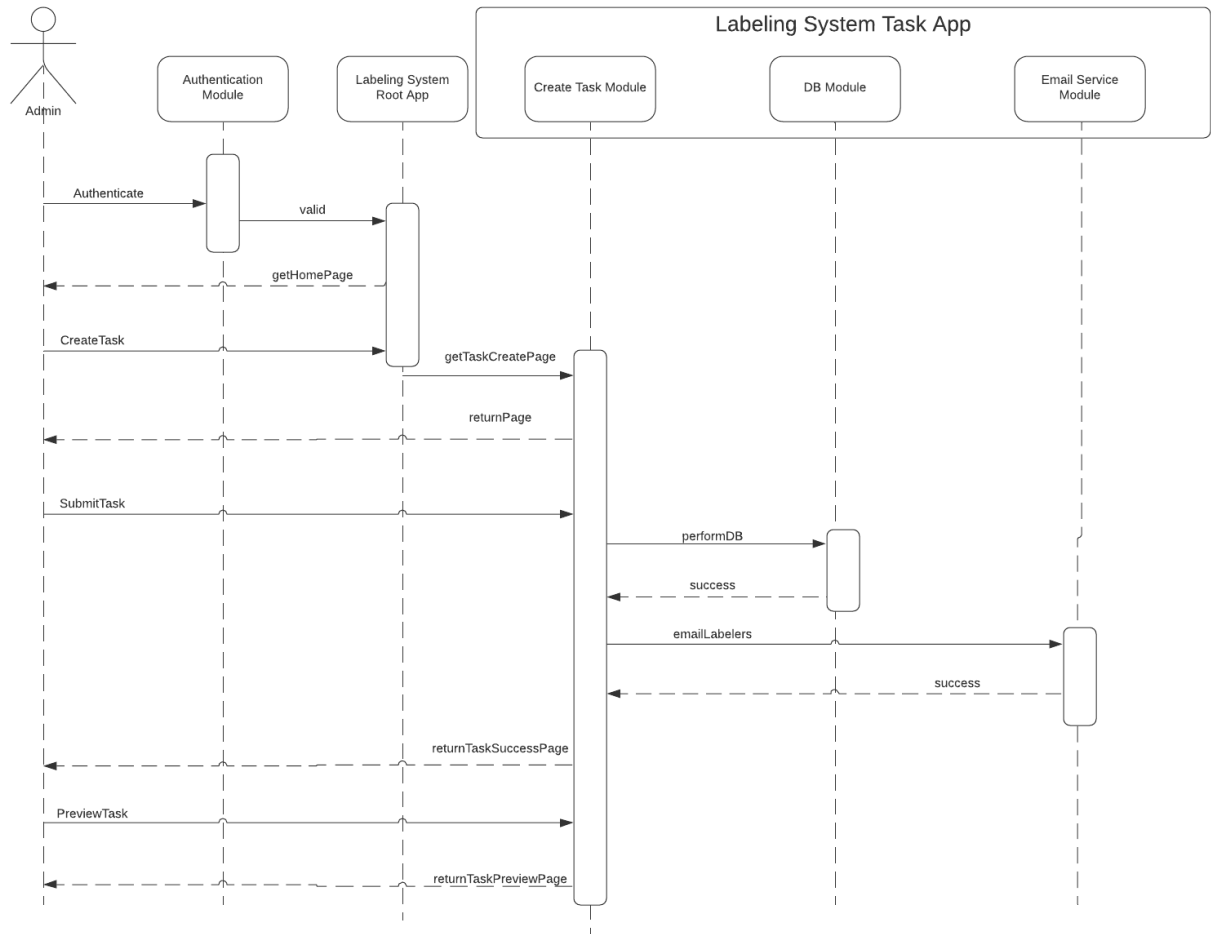 Labeling System Task App
Admin
Authentication
Module
Labeling System
Root App
Create Task Module
DB Module
Email Service
Module
Authenticate
valid
getHomePage
CreateTask
getTaskCreatePage
returnPage
SubmitTask
performDB
success
emailLabelers
success
returnTaskSuccessPage
PreviewTask
returnTaskPreviewPage